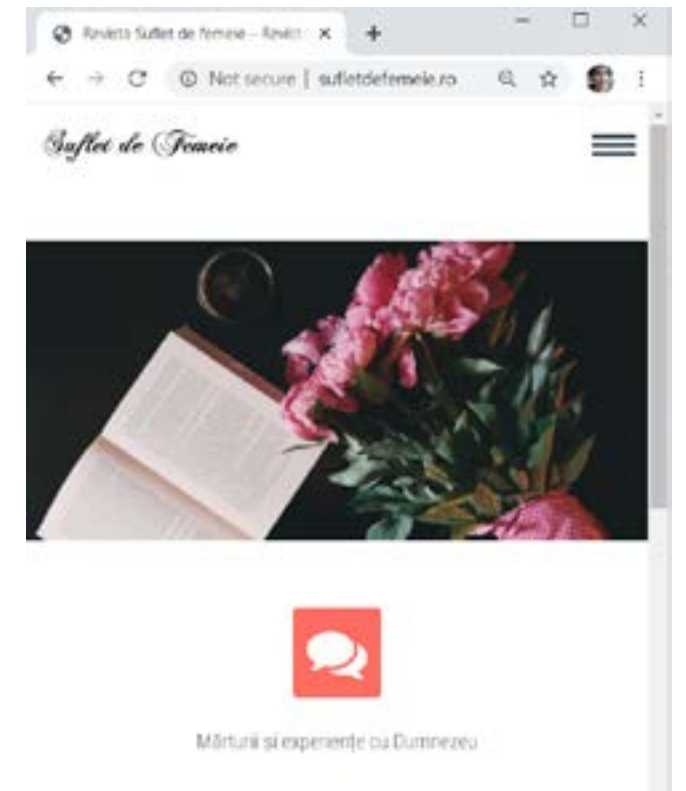 Revista Suflet de femeie – Revist
Not secure | sufletdefemeie.ro
Suflet de Femeie
Mărturii și experiențe cu Dumnezeu